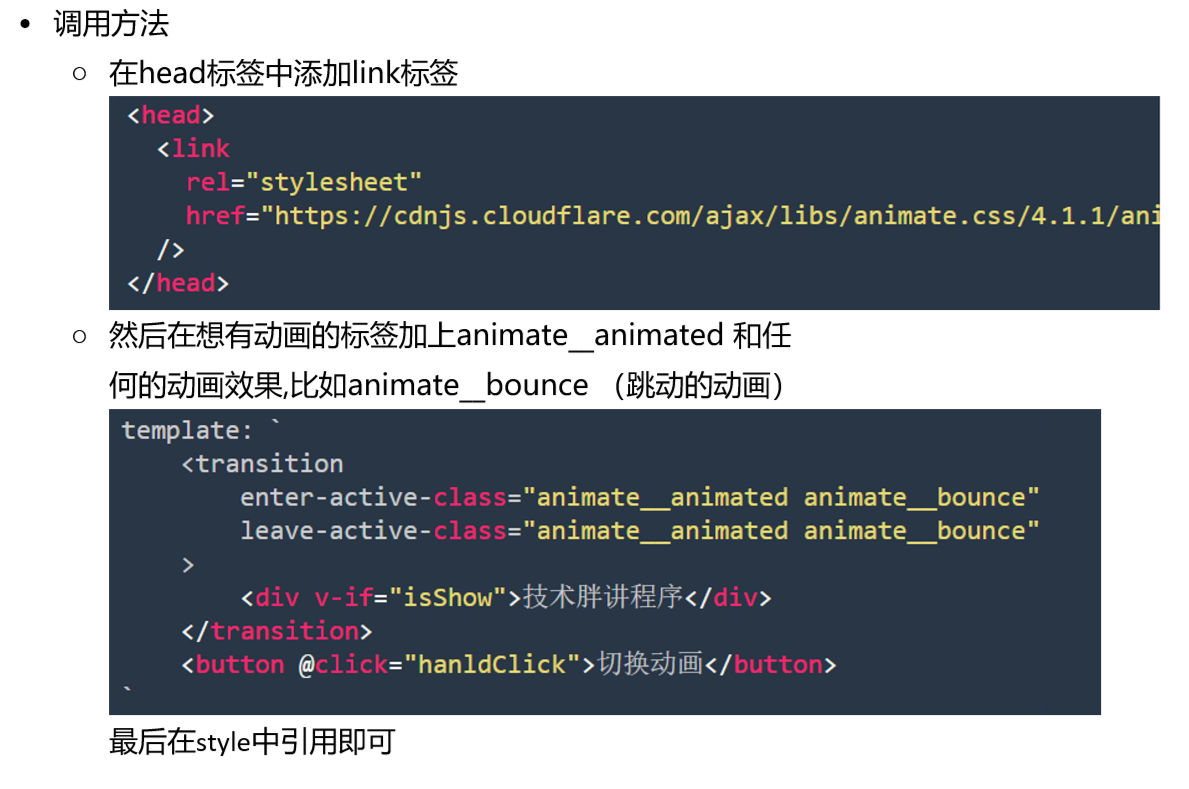 • 调用方法
○ 在head标签中添加link标签
<head>
<link
rel="stylesheet"
href="https://cdnjs.cloudflare.com/ajax/libs/animate.css/4.1.1/ani
/>
</head>
○ 然后在想有动画的标签加上animate__animated 和任
何的动画效果,比如animate__bounce （跳动的动画）
template: `
<transition
enter-active-class="animate__animated animate__bounce"
leave-active-class="animate__animated animate__bounce"
>
<div v-if="isShow">技术胖讲程序</div>
</transition>
<button @click="hanldClick">切换动画</button>
`
最后在style中引用即可